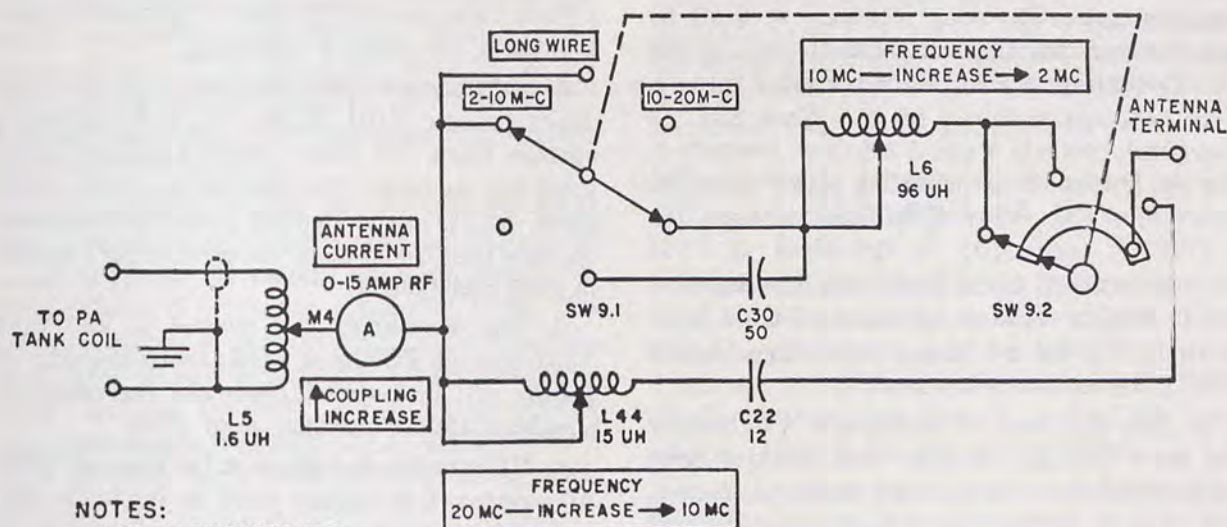 LONG WIRE
2-10 M-C
10-20M-C
FREQUENCY
10 MC — INCREASE → 2 MC
ANTENNA
TERMINAL
L6
96 UH
ANTENNA
CURRENT
0-15 AMP RF
M4
A
TO PA
TANK COIL
COUPLING
INCREASE
L5
1.6 UH
SW 9.1
C30
50
SW 9.2
L44
15 UH
C22
12
FREQUENCY
20 MC — INCREASE → 10 MC
NOTES: